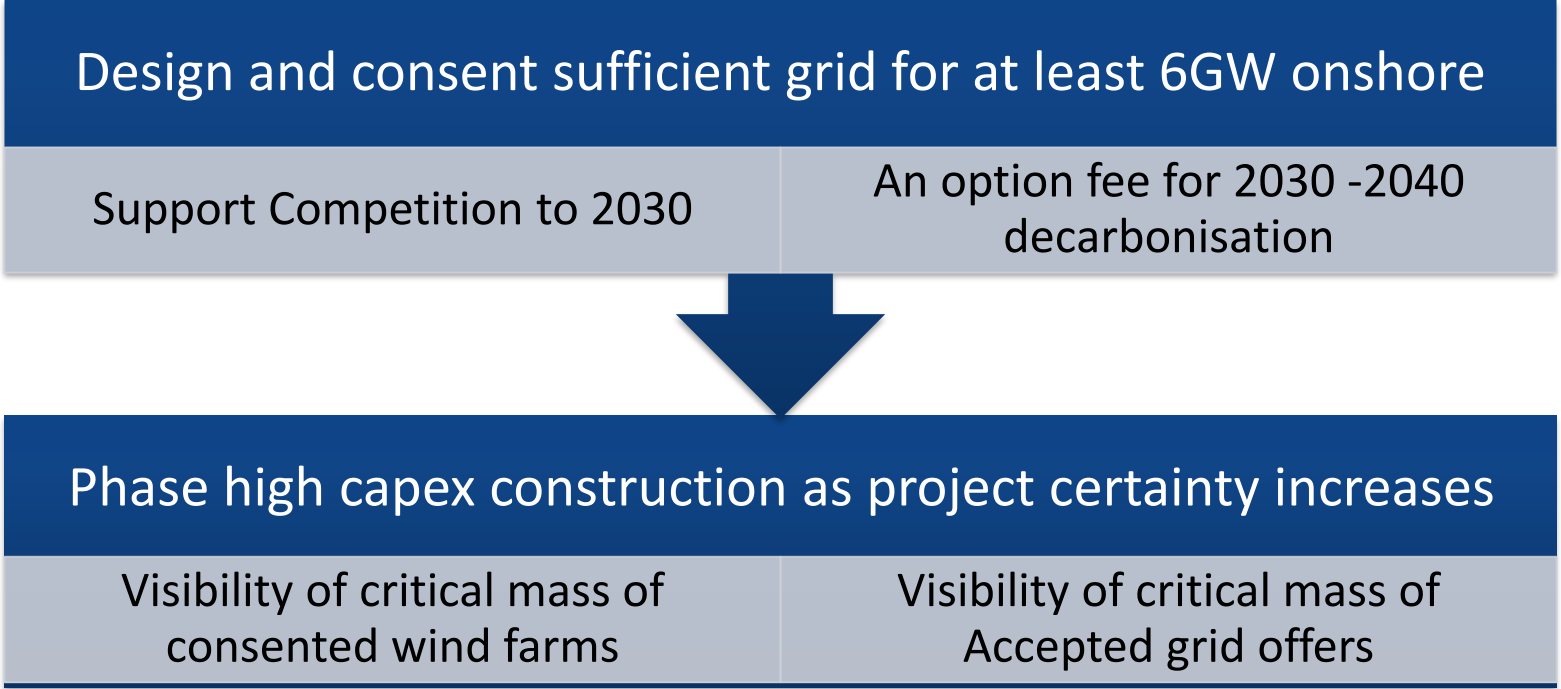 Design and consent sufficient grid for at least 6GW onshore
Support Competition to 2030
An option fee for 2030 -2040
decarbonisation
Phase high capex construction as project certainty increases
Visibility of critical mass of
consented wind farms
Visibility of critical mass of
Accepted grid offers